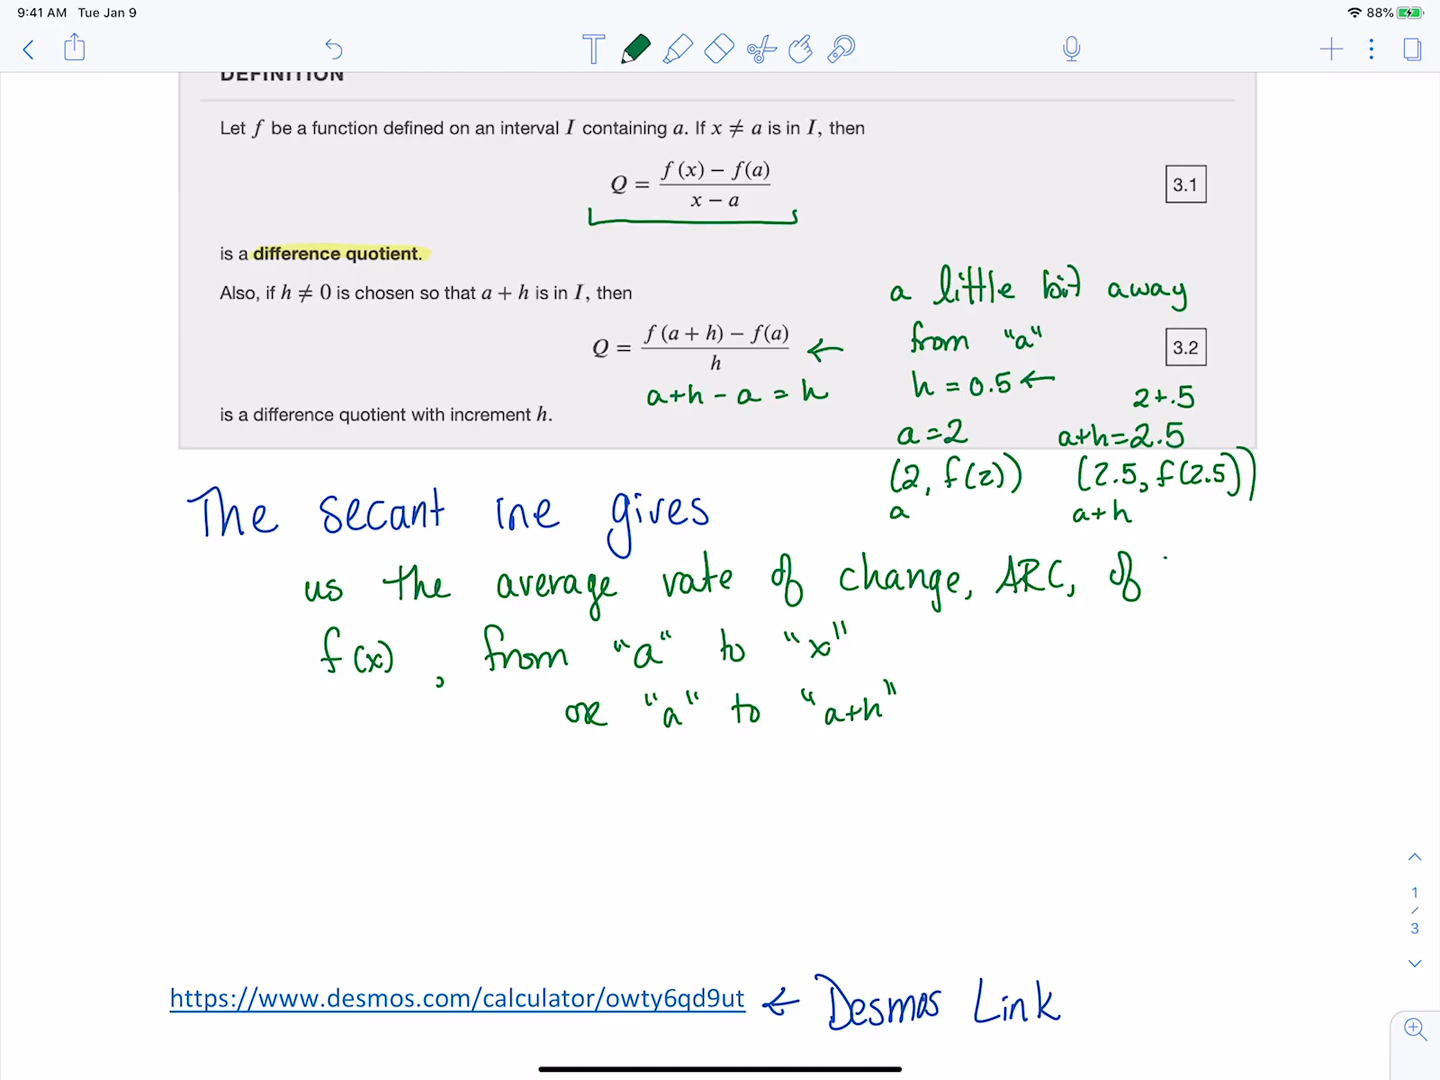 9:41 AM Tue Jan 9
88%
DEFINITION
Let f be a function defined on an interval I containing a. If x ≠ a is in I, then
Q = f(x) − f(a) / x − a
3.1
is a difference quotient.
Also, if h ≠ 0 is chosen so that a + h is in I, then
Q = f(a + h) − f(a) / h ←
3.2
a+h - a = h
is a difference quotient with increment h.
a little bit away
from "a"
h = 0.5 ←
2+.5
a=2 a+h=2.5
(2, f(2)) (2.5, f(2.5))
a a+h
The secant ine gives
us the average rate of change, ARC, of
f(x), from "a" to "x"
or "a" to "a+h"
1
/
3
https://www.desmos.com/calculator/owty6qd9ut ← Desmos Link